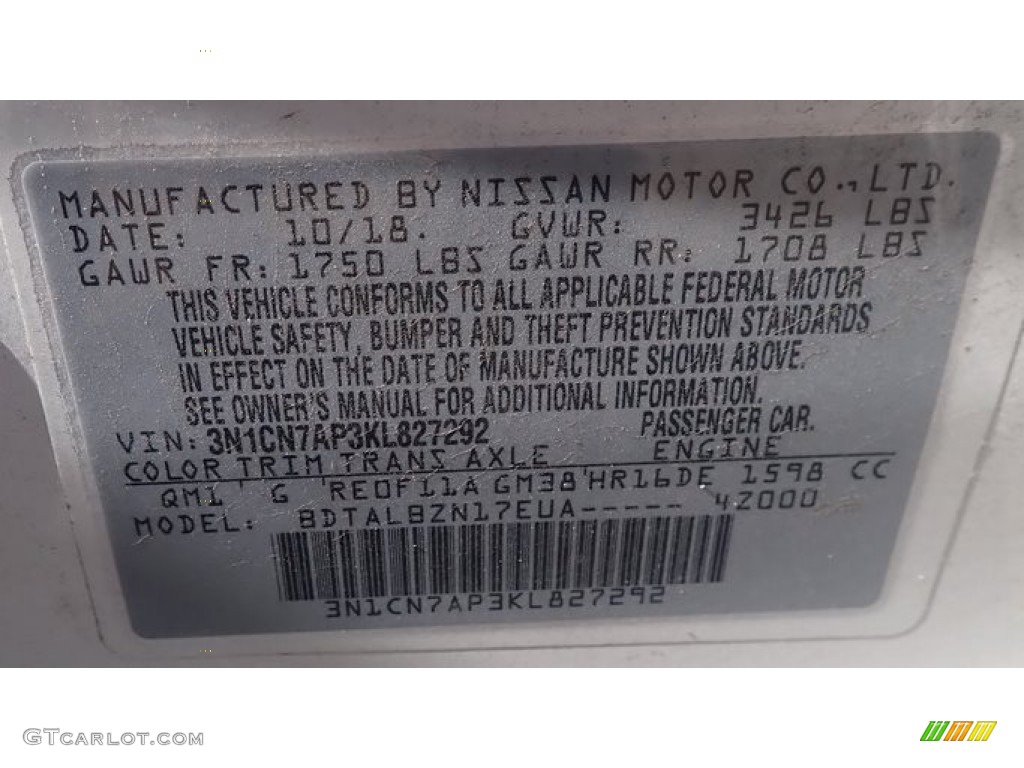 MANUFACTURED BY NISSAN MOTOR CO., LTD.
DATE: 10/18. GVWR: 3426 LBS
GAWR FR: 1750 LBS GAWR RR: 1708 LBS
THIS VEHICLE CONFORMS TO ALL APPLICABLE FEDERAL MOTOR
VEHICLE SAFETY, BUMPER AND THEFT PREVENTION STANDARDS
IN EFFECT ON THE DATE OF MANUFACTURE SHOWN ABOVE.
SEE OWNER'S MANUAL FOR ADDITIONAL INFORMATION.
VIN: 3N1CN7AP3KL827292 PASSENGER CAR.
COLOR TRIM TRANS AXLE ENGINE
QM1 G RE0F11A GM38 HR16DE 1598 CC
MODEL: BDTALBZN17EUA----- 42000
3N1CN7AP3KL827292
GTCARLOT.COM